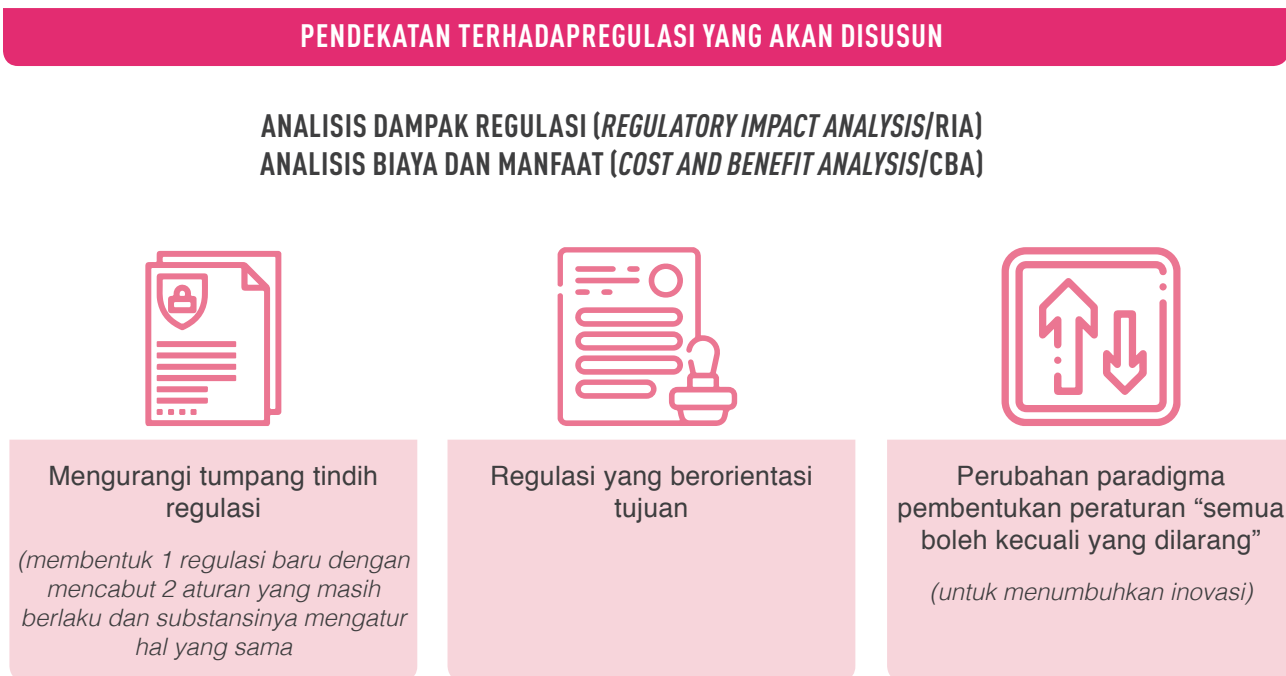 PENDEKATAN TERHADAPREGULASI YANG AKAN DISUSUN
ANALISIS DAMPAK REGULASI (REGULATORY IMPACT ANALYSIS/RIA)
ANALISIS BIAYA DAN MANFAAT (COST AND BENEFIT ANALYSIS/CBA)
Mengurangi tumpang tindih
regulasi
(membentuk 1 regulasi baru dengan
mencabut 2 aturan yang masih
berlaku dan substansinya mengatur
hal yang sama
Regulasi yang berorientasi
tujuan
Perubahan paradigma
pembentukan peraturan “semua
boleh kecuali yang dilarang”
(untuk menumbuhkan inovasi)